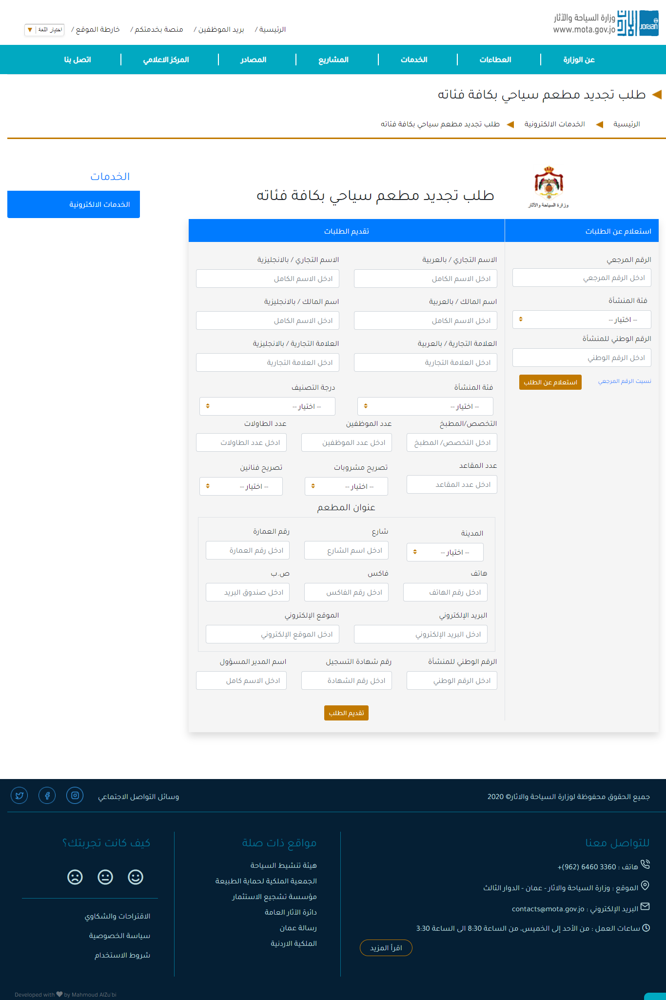 وزارة السياحة والآثار
www.mota.gov.jo
JORDAN
الرئيسية /
بريد الموظفين /
منصة بخدمتكم /
خارطة الموقع /
اختيار اللغة
عن الوزارة
العطاءات
الخدمات
المشاريع
المصادر
المركز الاعلامي
اتصل بنا
طلب تجديد مطعم سياحي بكافة فئاته
الرئيسية
الخدمات الالكترونية
طلب تجديد مطعم سياحي بكافة فئاته
وزارة السياحة والآثار
طلب تجديد مطعم سياحي بكافة فئاته
الخدمات
الخدمات الالكترونية
استعلام عن الطلبات
الرقم المرجعي
ادخل الرقم المرجعي
فئة المنشأة
-- اختيار --
الرقم الوطني للمنشأة
ادخل الرقم الوطني
نسيت الرقم المرجعي
استعلام عن الطلب
تقديم الطلبات
الاسم التجاري / بالعربية
الاسم التجاري / بالانجليزية
ادخل الاسم الكامل
ادخل الاسم الكامل
اسم المالك / بالعربية
اسم المالك / بالانجليزية
ادخل الاسم الكامل
ادخل الاسم الكامل
العلامة التجارية / بالعربية
العلامة التجارية / بالانجليزية
ادخل العلامة التجارية
ادخل العلامة التجارية
فئة المنشأة
درجة التصنيف
-- اختيار --
-- اختيار --
التخصص/المطبخ
عدد الموظفين
عدد الطاولات
ادخل التخصص/ المطبخ
ادخل عدد الموظفين
ادخل عدد الطاولات
عدد المقاعد
تصريح مشروبات
تصريح فنانين
ادخل عدد المقاعد
-- اختيار --
-- اختيار --
عنوان المطعم
المدينة
شارع
رقم العمارة
-- اختيار --
ادخل اسم الشارع
ادخل رقم العمارة
هاتف
فاكس
ص.ب
ادخل رقم الهاتف
ادخل رقم الفاكس
ادخل صندوق البريد
البريد الإلكتروني
الموقع الإلكتروني
ادخل البريد الإلكتروني
ادخل الموقع الإلكتروني
الرقم الوطني للمنشأة
رقم شهادة التسجيل
اسم المدير المسؤول
ادخل الرقم الوطني
ادخل رقم الشهادة
ادخل الاسم كامل
تقديم الطلب
جميع الحقوق محفوظة لوزارة السياحة والاثار© 2020
وسائل التواصل الاجتماعي
للتواصل معنا
هاتف : 3360 6460 (962)+
الموقع : وزارة السياحة والاثار - عمان - الدوار الثالث
البريد الإلكتروني : contacts@mota.gov.jo
ساعات العمل : من الأحد إلى الخميس، من الساعة 8:30 الى الساعة 3:30
اقرأ المزيد
مواقع ذات صلة
هيئة تنشيط السياحة
الجمعية الملكية لحماية الطبيعة
مؤسسة تشجيع الاستثمار
دائرة الآثار العامة
رسالة عمان
الملكية الاردنية
كيف كانت تجربتك؟
الاقتراحات والشكاوي
سياسة الخصوصية
شروط الاستخدام
Developed with by Mahmoud AlZu'bi